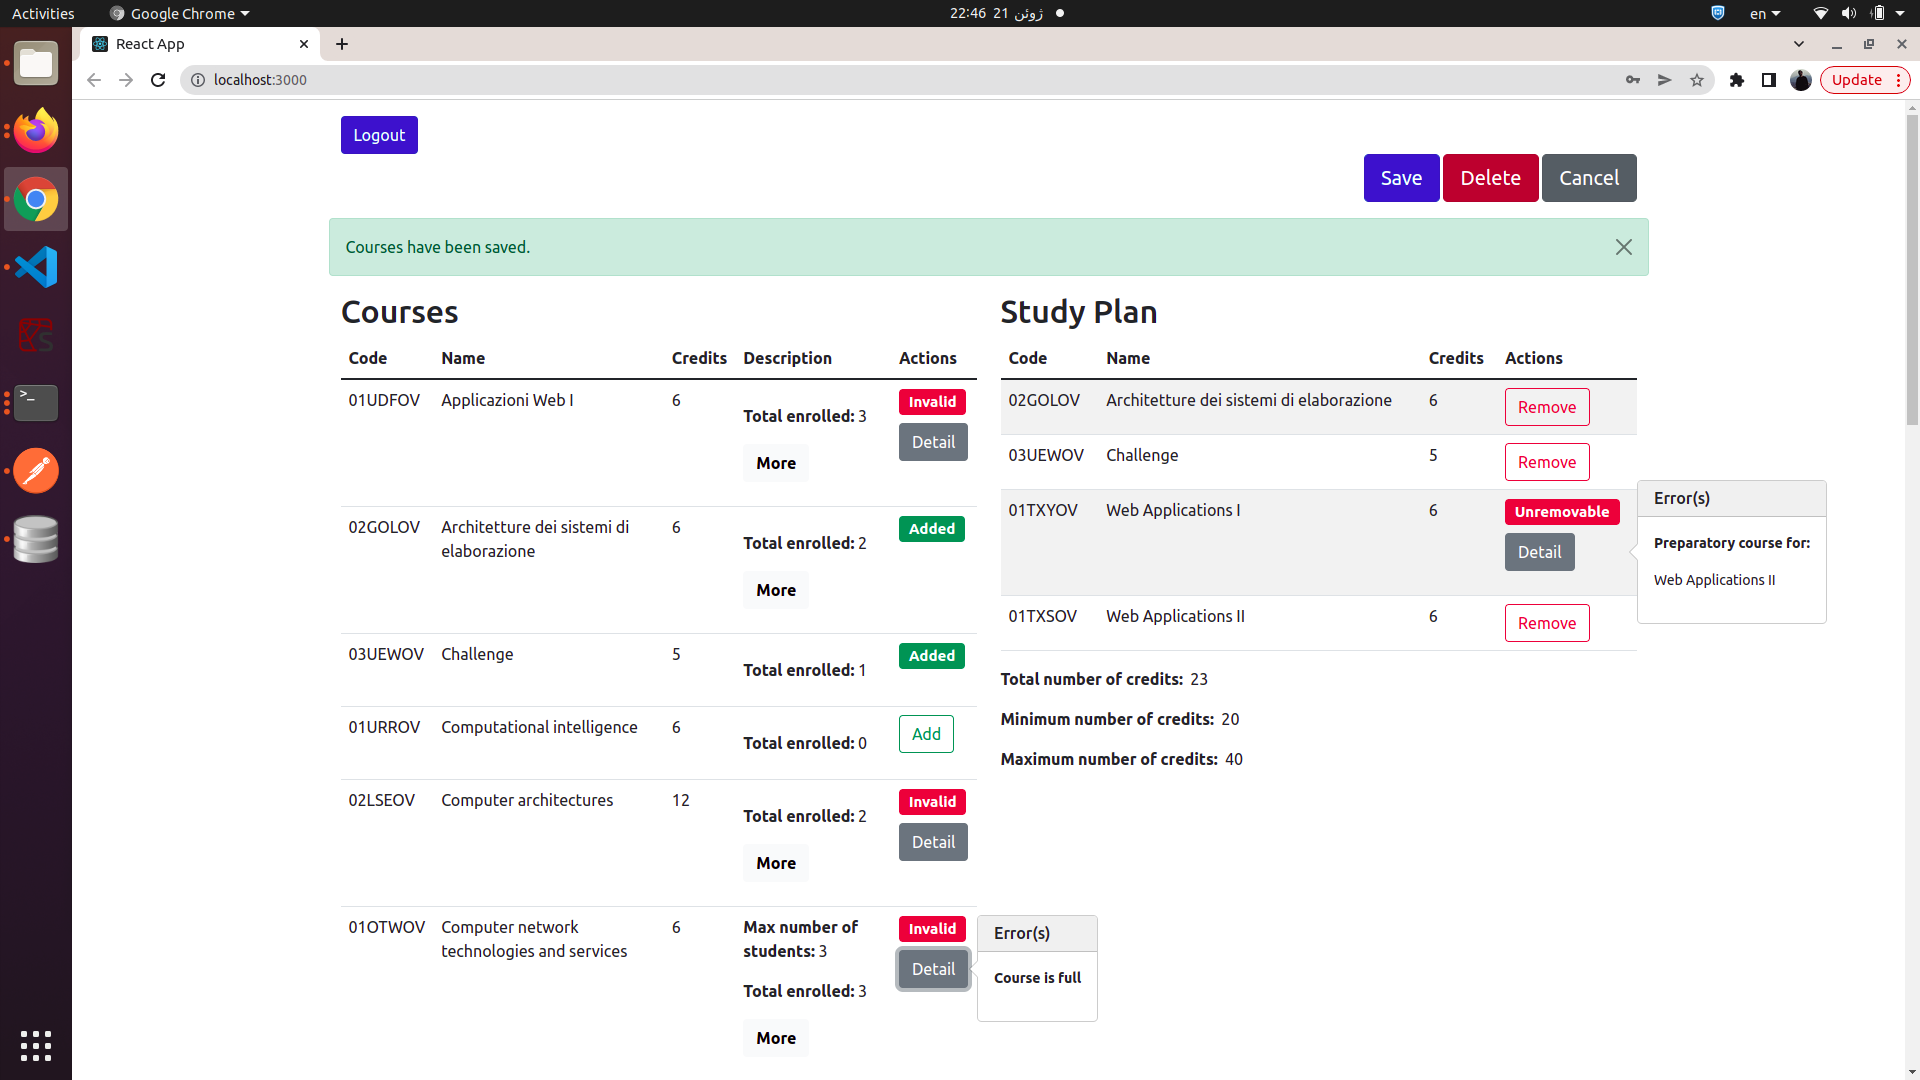 Activities
Google Chrome
22:46 21 ژوئن
en
React App
localhost:3000
Update
Logout
Save
Delete
Cancel
Courses have been saved.
Courses
Code Name Credits Description Actions
01UDFOV Applicazioni Web I 6 Total enrolled: 3 Invalid
Detail
More
02GOLOV Architetture dei sistemi di elaborazione 6 Total enrolled: 2 Added
More
03UEWOV Challenge 5 Total enrolled: 1 Added
01URROV Computational intelligence 6 Total enrolled: 0 Add
02LSEOV Computer architectures 12 Total enrolled: 2 Invalid
Detail
More
01OTWOV Computer network technologies and services 6 Max number of students: 3 Invalid
Total enrolled: 3
Detail
More
Error(s)
Course is full
Study Plan
Code Name Credits Actions
02GOLOV Architetture dei sistemi di elaborazione 6 Remove
03UEWOV Challenge 5 Remove
01TXYOV Web Applications I 6 Unremovable
Detail
Error(s)
Preparatory course for:
Web Applications II
01TXSOV Web Applications II 6 Remove
Total number of credits: 23
Minimum number of credits: 20
Maximum number of credits: 40